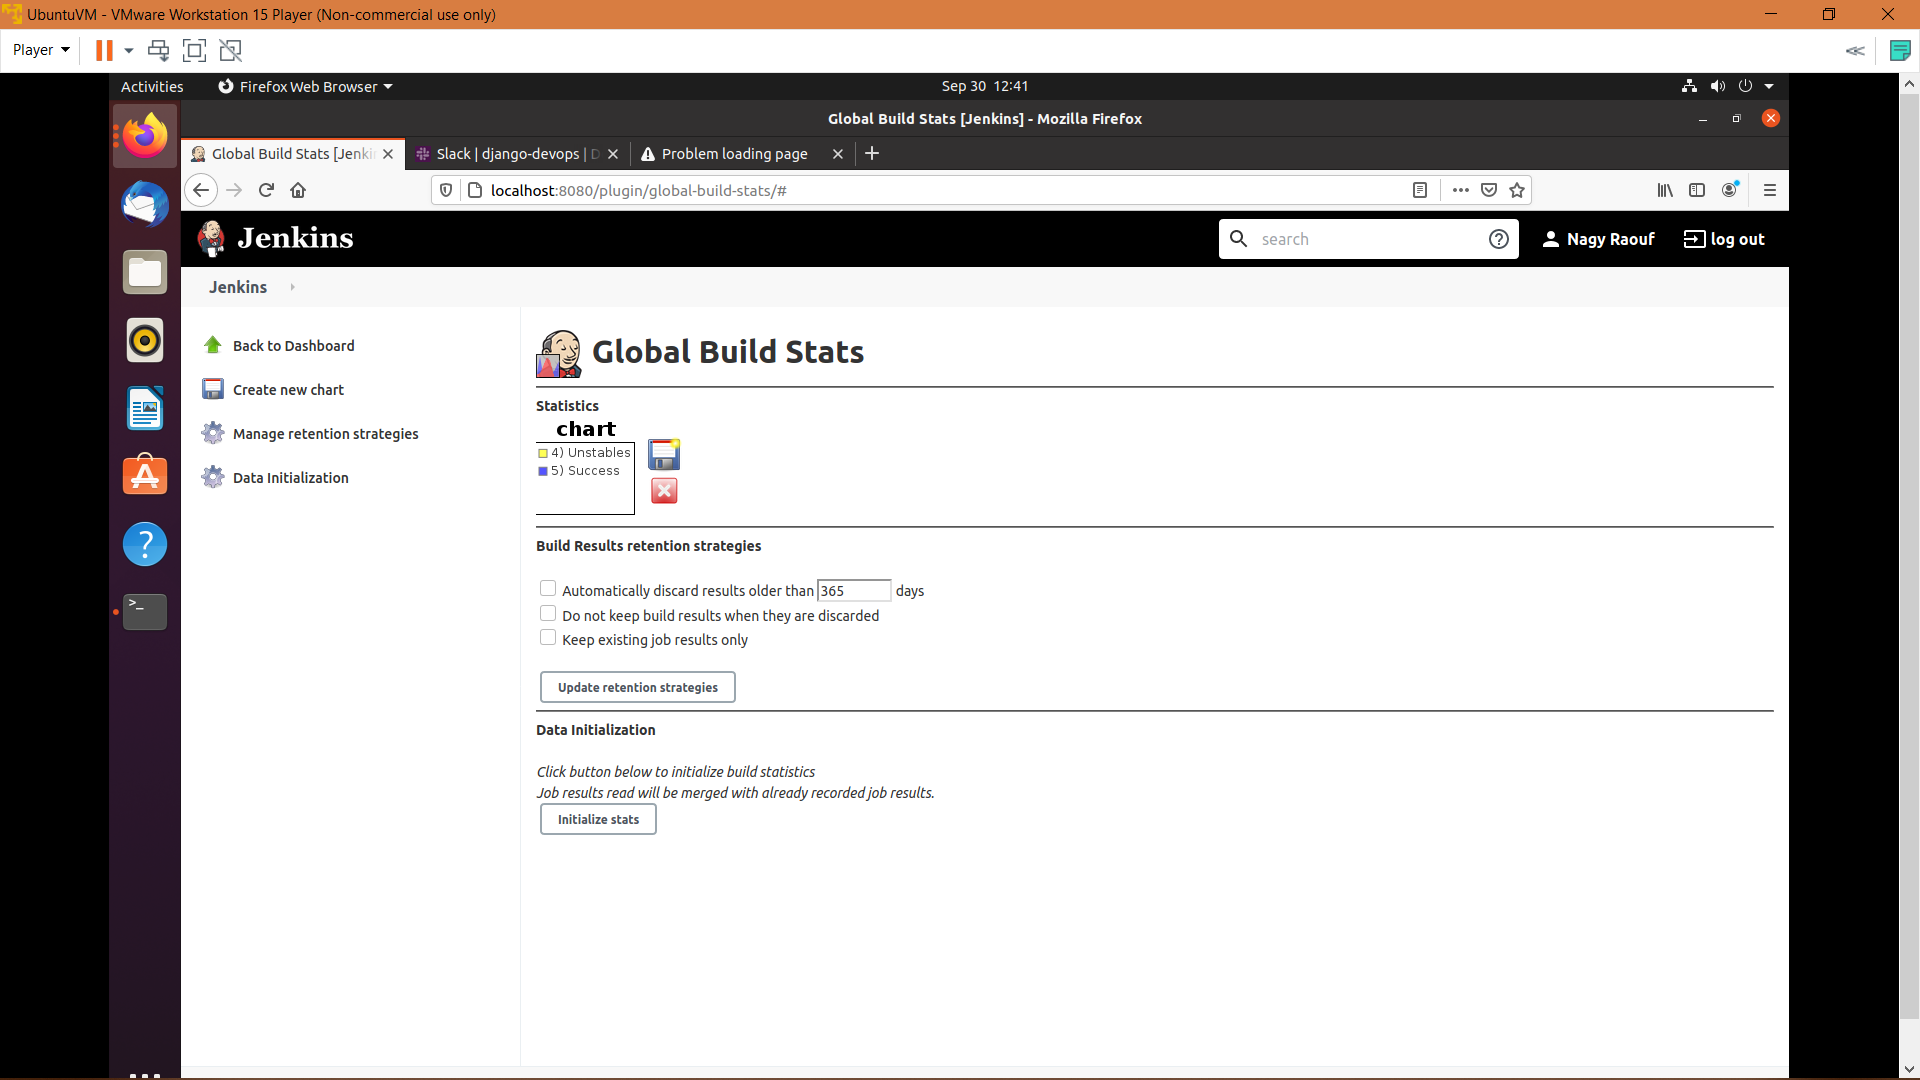 UbuntuVM - VMware Workstation 15 Player (Non-commercial use only)
Player
Activities
Firefox Web Browser
Sep 30 12:41
Global Build Stats [Jenkins] - Mozilla Firefox
Global Build Stats [Jenki
Slack | django-devops | D
Problem loading page
localhost:8080/plugin/global-build-stats/#
Jenkins
search
Nagy Raouf
log out
Jenkins
Back to Dashboard
Create new chart
Manage retention strategies
Data Initialization
Global Build Stats
Statistics
chart
4) Unstables
5) Success
Build Results retention strategies
Automatically discard results older than 365 days
Do not keep build results when they are discarded
Keep existing job results only
Update retention strategies
Data Initialization
Click button below to initialize build statistics
Job results read will be merged with already recorded job results.
Initialize stats